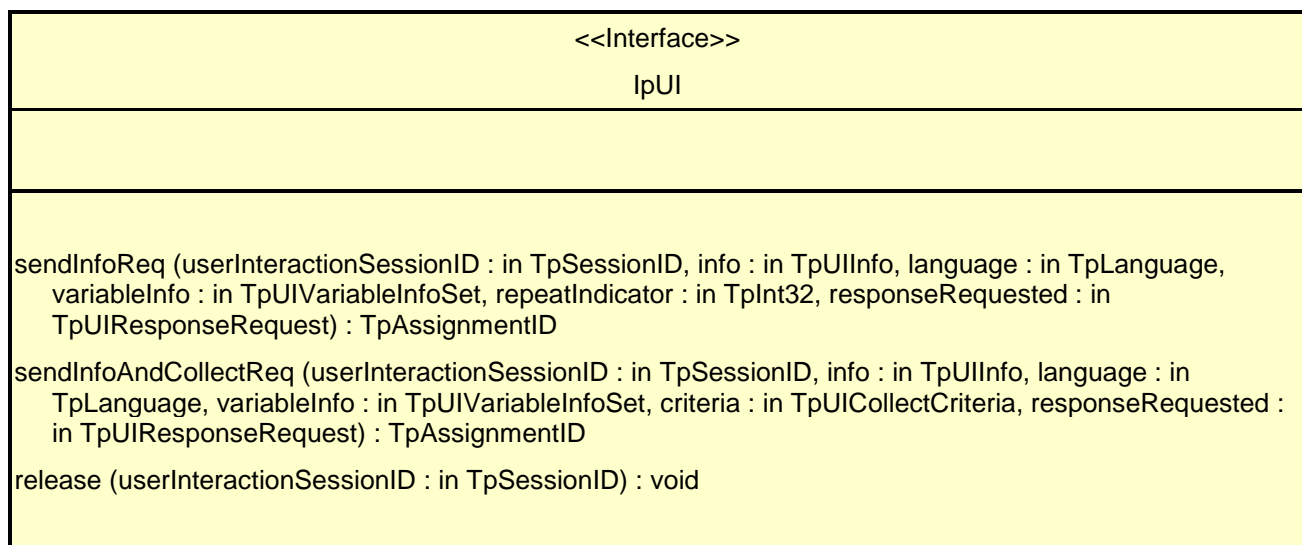 <<Interface>>
IpUI
sendInfoReq (userInteractionSessionID : in TpSessionID, info : in TpUIInfo, language : in TpLanguage,
variableInfo : in TpUIVariableInfoSet, repeatIndicator : in TpInt32, responseRequested : in
TpUIResponseRequest) : TpAssignmentID
sendInfoAndCollectReq (userInteractionSessionID : in TpSessionID, info : in TpUIInfo, language : in
TpLanguage, variableInfo : in TpUIVariableInfoSet, criteria : in TpUICollectCriteria, responseRequested :
in TpUIResponseRequest) : TpAssignmentID
release (userInteractionSessionID : in TpSessionID) : void